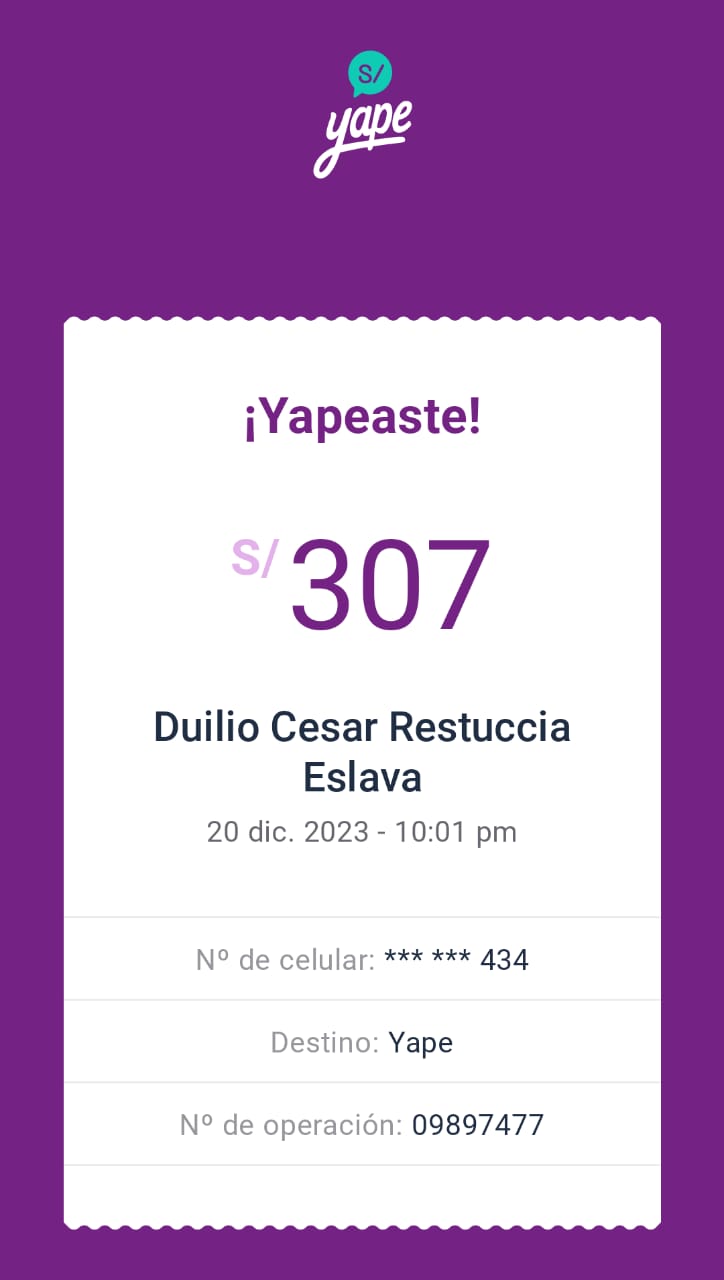 S/
yape
¡Yapeaste!
S/ 307
Duilio Cesar Restuccia
Eslava
20 dic. 2023 - 10:01 pm
Nº de celular: *** *** 434
Destino: Yape
Nº de operación: 09897477